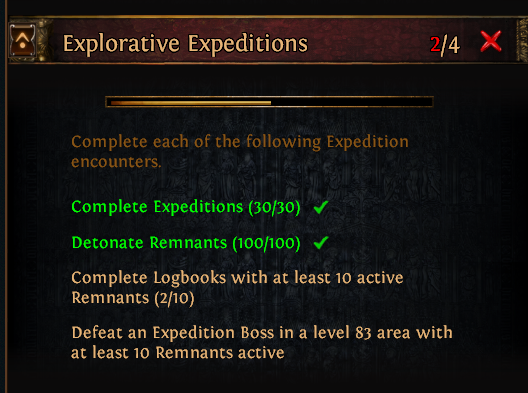 Explorative Expeditions 2/4
Complete each of the following Expedition
encounters.
Complete Expeditions (30/30)
Detonate Remnants (100/100)
Complete Logbooks with at least 10 active
Remnants (2/10)
Defeat an Expedition Boss in a level 83 area with
at least 10 Remnants active